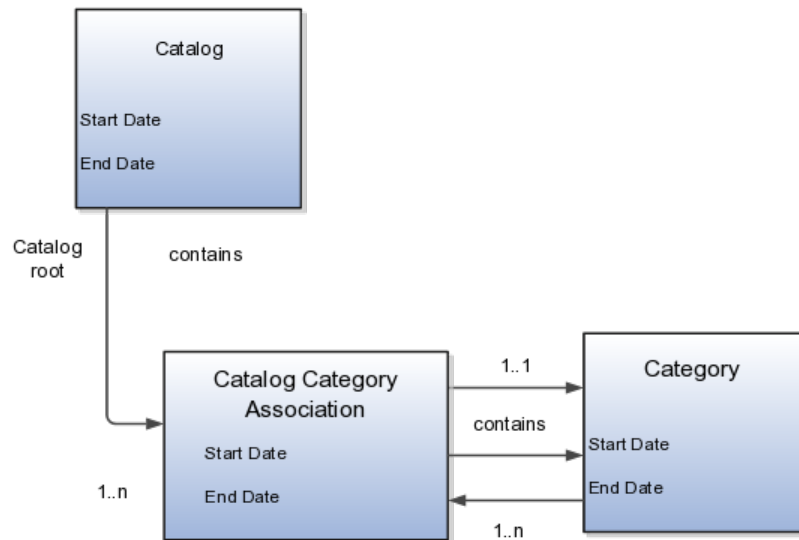 Catalog
Start Date
End Date
Catalog
root
contains
Catalog Category
Association
Start Date
End Date
1..n
1..1
contains
1..n
Category
Start Date
End Date